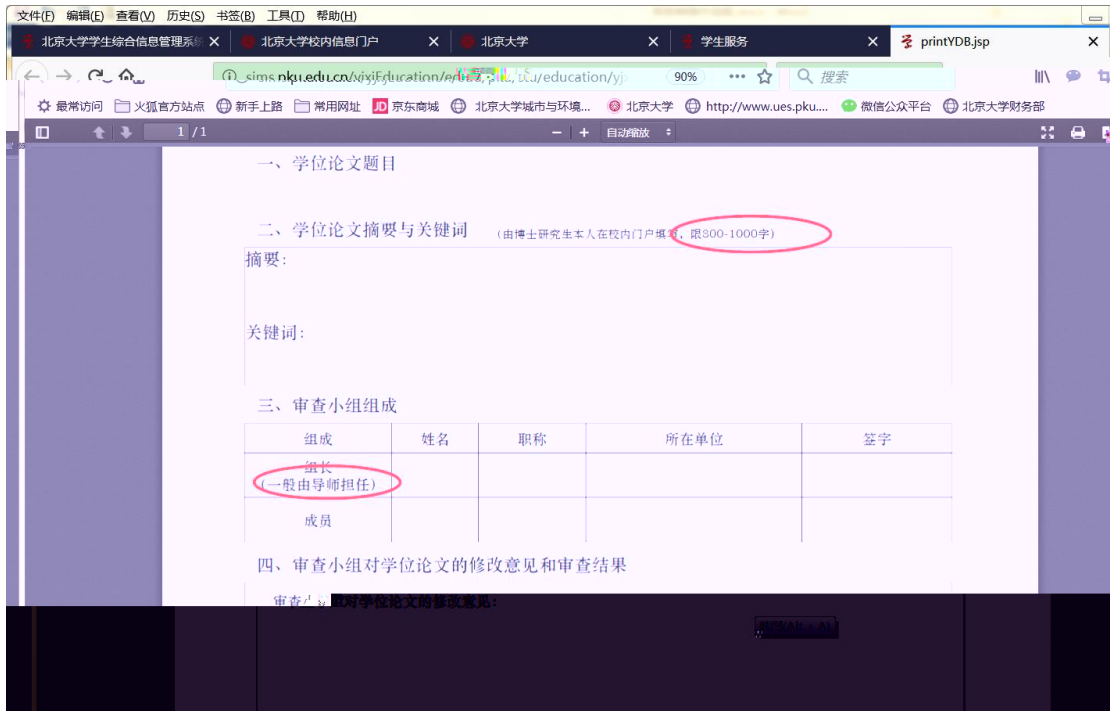 文件(F) 编辑(E) 查看(V) 历史(S) 书签(B) 工具(T) 帮助(H)
北京大学学生综合信息管理系统 × 北京大学校内信息门户 × 北京大学 × 学生服务 × printYDB.jsp ×
sims.pku.edu.cn 90% 搜索
最常访问 火狐官方站点 新手上路 常用网址 JD 京东商城 北京大学城市与环境... 北京大学 http://www.ues.pku.... 微信公众平台 北京大学财务部
1 / 1 − + 自动缩放
一、学位论文题目
二、学位论文摘要与关键词 (由博士研究生本人在校内门户填写，限800-1000字)
摘要:
关键词:
三、审查小组组成
组成 姓名 职称 所在单位 签字
组长
(一般由导师担任)
成员
四、审查小组对学位论文的修改意见和审查结果
审查小组对学位论文的修改意见: